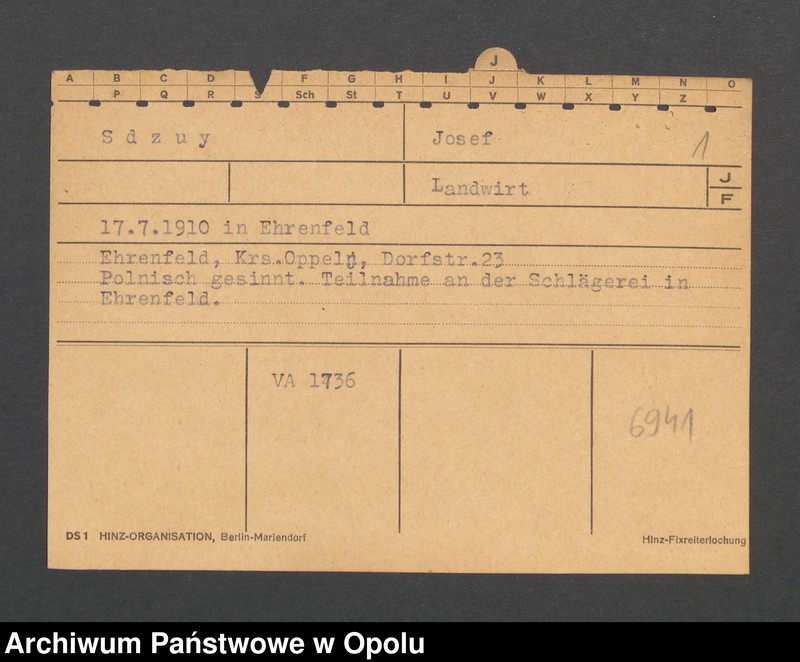 J
A B C D F G H I J K L M N O
P Q R S Sch St T U V W X Y Z
S d z u y Josef 1
Landwirt J
F
17.7.1910 in Ehrenfeld
Ehrenfeld, Krs.Oppeln, Dorfstr.23
Polnisch gesinnt. Teilnahme an der Schlägerei in
Ehrenfeld.
VA 1736
6941
DS 1 HINZ-ORGANISATION, Berlin-Mariendorf Hinz-Fixreiterlochung
Archiwum Państwowe w Opolu